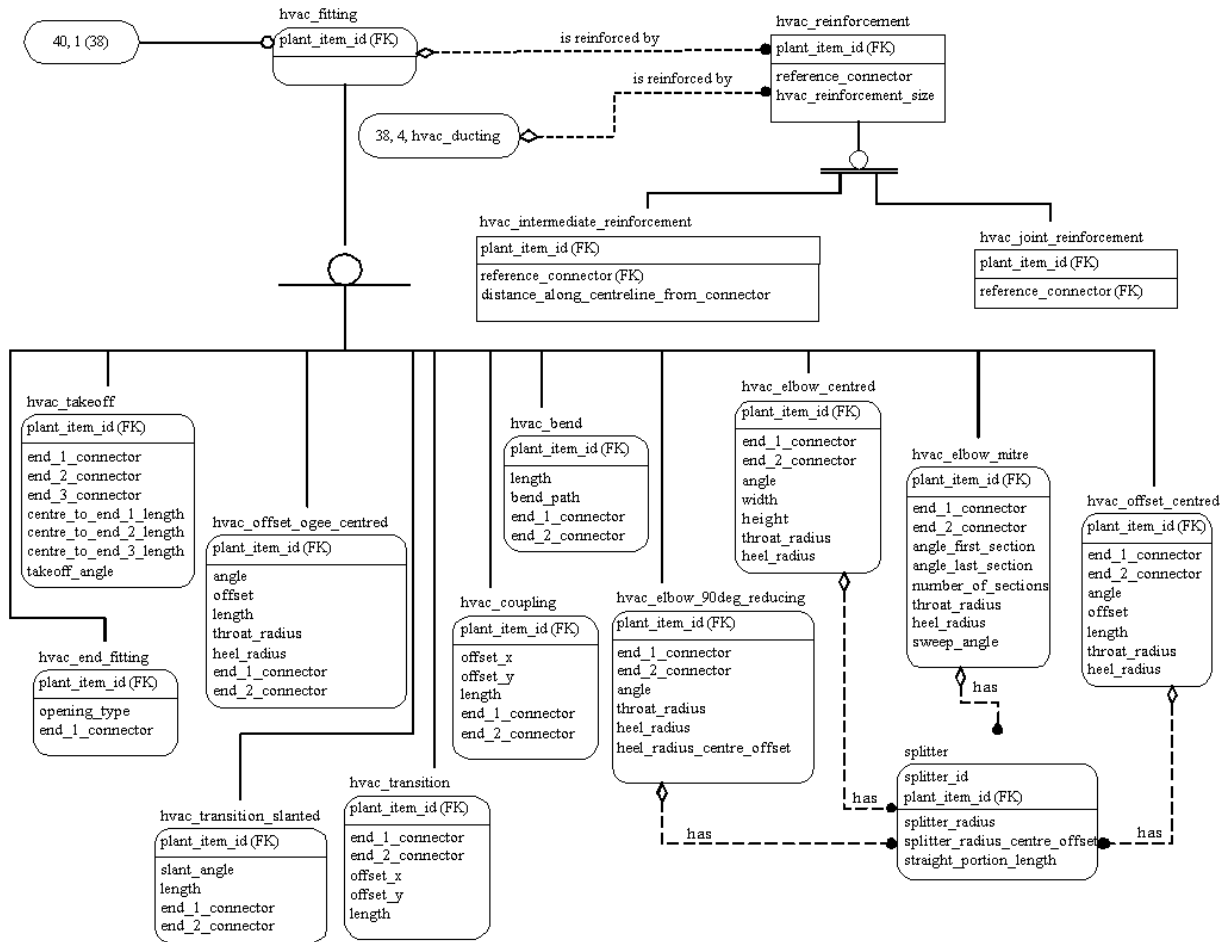 40, 1 (38)
hvac_fitting
plant_item_id (FK)
is reinforced by
hvac_reinforcement
plant_item_id (FK)
reference_connector
hvac_reinforcement_size
is reinforced by
38, 4, hvac_ducting
hvac_intermediate_reinforcement
plant_item_id (FK)
reference_connector (FK)
distance_along_centreline_from_connector
hvac_joint_reinforcement
plant_item_id (FK)
reference_connector (FK)
hvac_takeoff
plant_item_id (FK)
end_1_connector
end_2_connector
end_3_connector
centre_to_end_1_length
centre_to_end_2_length
centre_to_end_3_length
takeoff_angle
hvac_offset_ogee_centred
plant_item_id (FK)
angle
offset
length
throat_radius
heel_radius
end_1_connector
end_2_connector
hvac_bend
plant_item_id (FK)
length
bend_path
end_1_connector
end_2_connector
hvac_elbow_centred
plant_item_id (FK)
end_1_connector
end_2_connector
angle
width
height
throat_radius
heel_radius
hvac_elbow_mitre
plant_item_id (FK)
end_1_connector
end_2_connector
angle_first_section
angle_last_section
number_of_sections
throat_radius
heel_radius
sweep_angle
hvac_offset_centred
plant_item_id (FK)
end_1_connector
end_2_connector
angle
offset
length
throat_radius
heel_radius
hvac_end_fitting
plant_item_id (FK)
opening_type
end_1_connector
hvac_coupling
plant_item_id (FK)
offset_x
offset_y
length
end_1_connector
end_2_connector
hvac_elbow_90deg_reducing
plant_item_id (FK)
end_1_connector
end_2_connector
angle
throat_radius
heel_radius
heel_radius_centre_offset
has
has
has
has
splitter
splitter_id
plant_item_id (FK)
splitter_radius
splitter_radius_centre_offset
straight_portion_length
hvac_transition_slanted
plant_item_id (FK)
slant_angle
length
end_1_connector
end_2_connector
hvac_transition
plant_item_id (FK)
end_1_connector
end_2_connector
offset_x
offset_y
length